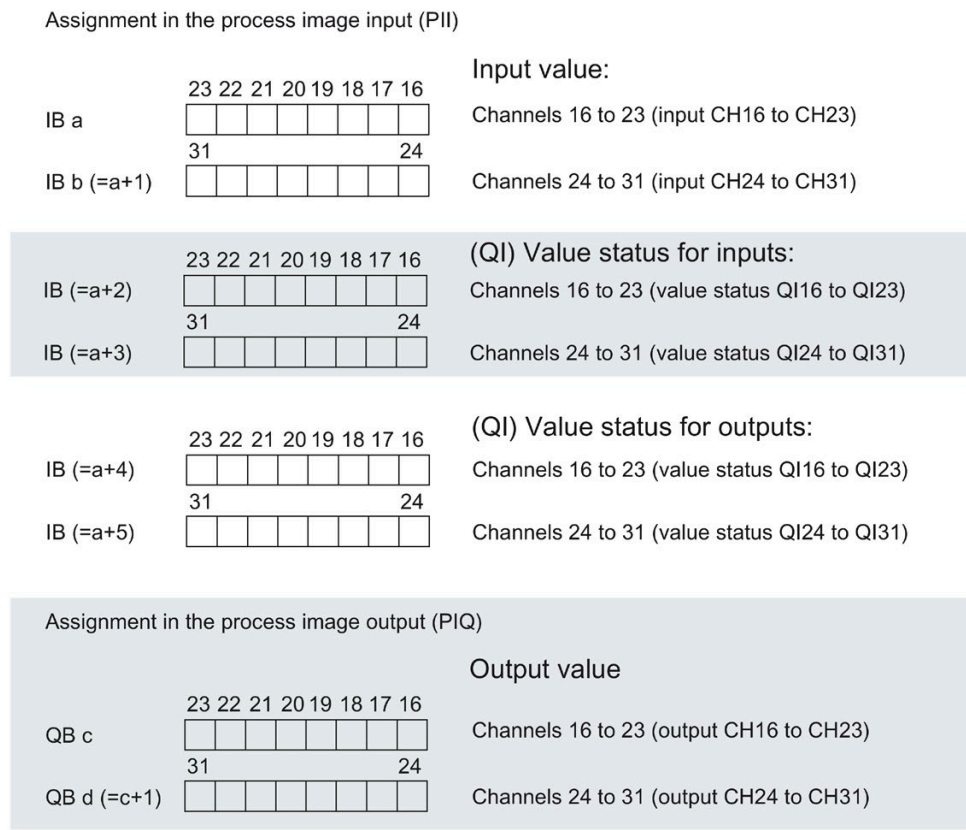 Assignment in the process image input (PII)
Input value:
23 22 21 20 19 18 17 16
IB a
Channels 16 to 23 (input CH16 to CH23)
31 24
IB b (=a+1)
Channels 24 to 31 (input CH24 to CH31)
(QI) Value status for inputs:
23 22 21 20 19 18 17 16
IB (=a+2)
Channels 16 to 23 (value status QI16 to QI23)
31 24
IB (=a+3)
Channels 24 to 31 (value status QI24 to QI31)
(QI) Value status for outputs:
23 22 21 20 19 18 17 16
IB (=a+4)
Channels 16 to 23 (value status QI16 to QI23)
31 24
IB (=a+5)
Channels 24 to 31 (value status QI24 to QI31)
Assignment in the process image output (PIQ)
Output value
23 22 21 20 19 18 17 16
QB c
Channels 16 to 23 (output CH16 to CH23)
31 24
QB d (=c+1)
Channels 24 to 31 (output CH24 to CH31)